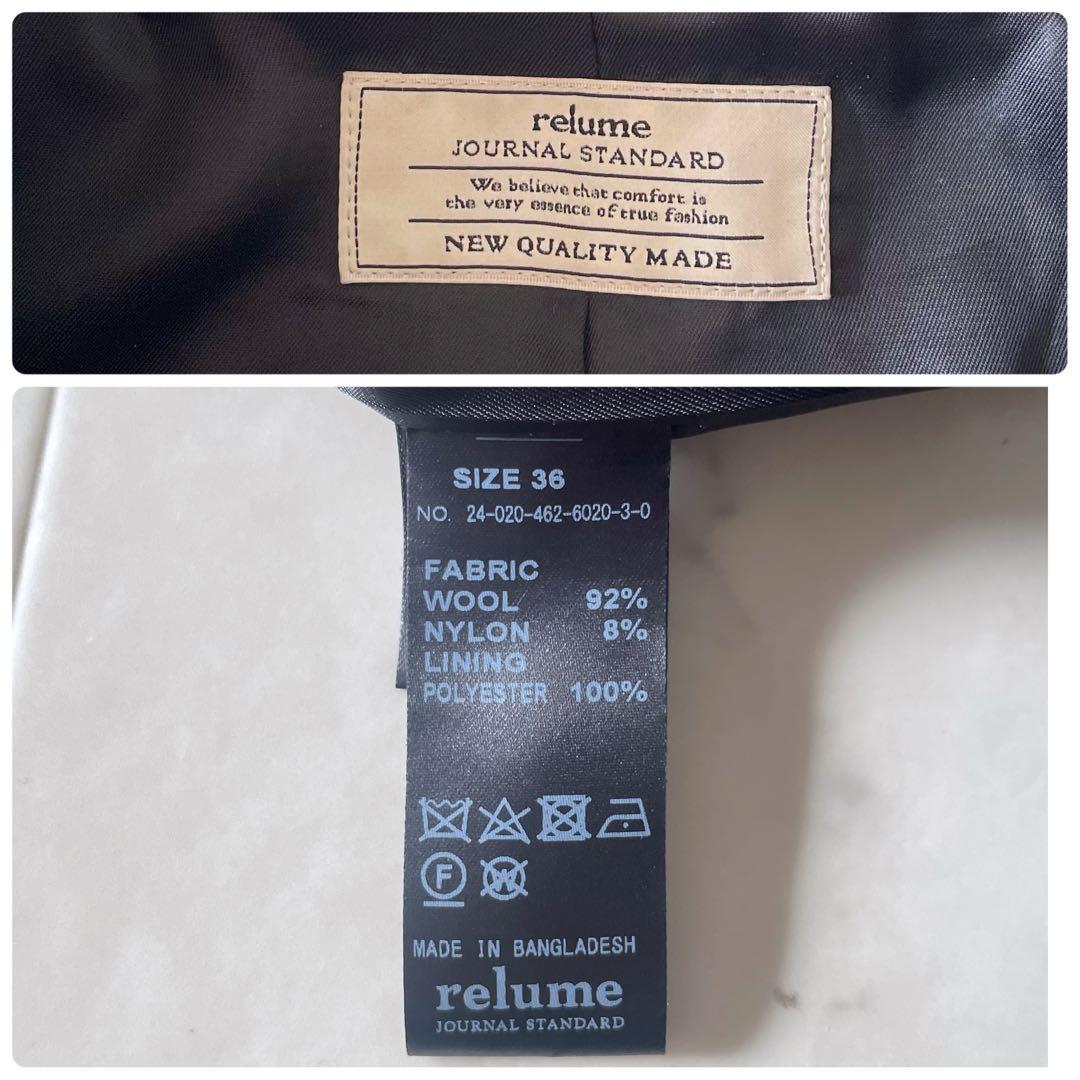 relume
JOURNAL STANDARD
We believe that comfort is
the very essence of true fashion
NEW QUALITY MADE
SIZE 36
NO. 24-020-462-6020-3-0
FABRIC
WOOL 92%
NYLON 8%
LINING
POLYESTER 100%
F W
MADE IN BANGLADESH
relume
JOURNAL STANDARD